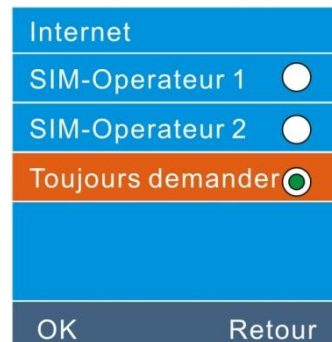 Internet
SIM-Operateur 1
SIM-Operateur 2
Toujours demander
OK Retour